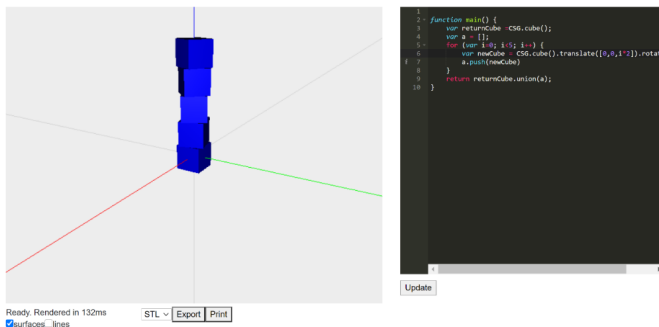 1
2 function main() {
3 var returnCube =CSG.cube();
4 var a = [];
5 for (var i=0; i<5; i++) {
6 var newCube = CSG.cube().translate([0,0,i*2]).rota
7 a.push(newCube)
8 }
9 return returnCube.union(a);
10 }
Update
Ready. Rendered in 132ms
STL Export Print
surfaces lines